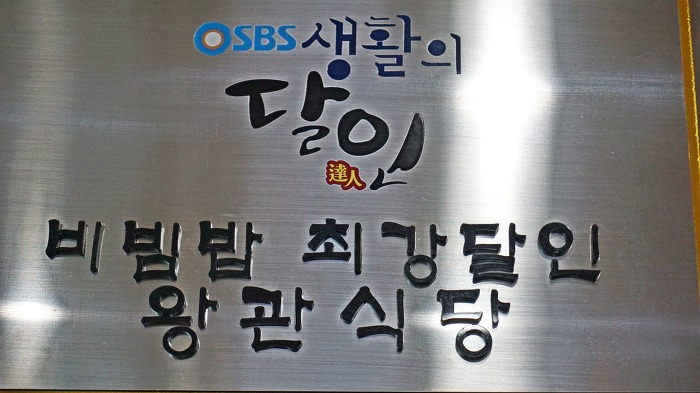 SBS 생활의
달인
達人
비빔밥 최강달인
왕관식당